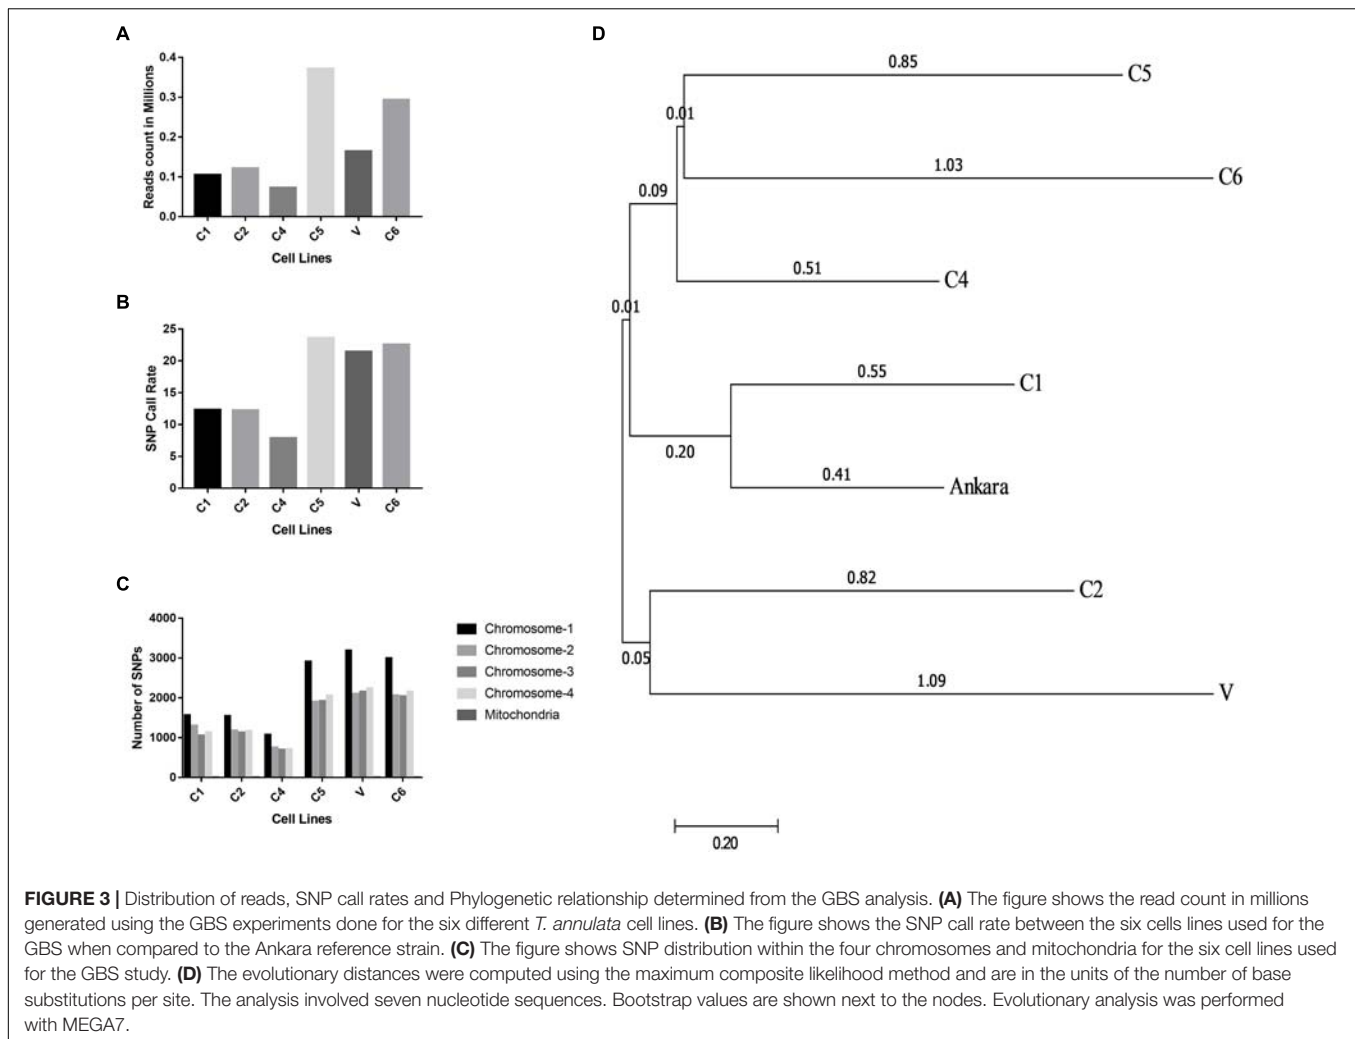 A
0.4
0.3
0.2
0.1
0.0
Reads count in Millions
C1
C2
C4
C5
V
C6
Cell Lines
B
25
20
15
10
5
0
SNP Call Rate
C1
C2
C4
C5
V
C6
Cell Lines
C
4000
3000
2000
1000
0
Number of SNPs
C1
C2
C4
C5
V
C6
Cell Lines
Chromosome-1
Chromosome-2
Chromosome-3
Chromosome-4
Mitochondria
D
0.85
C5
0.01
1.03
C6
0.09
0.51
C4
0.01
0.55
C1
0.20
0.41
Ankara
0.82
C2
0.05
1.09
V
0.20
FIGURE 3 | Distribution of reads, SNP call rates and Phylogenetic relationship determined from the GBS analysis. (A) The figure shows the read count in millions
generated using the GBS experiments done for the six different T. annulata cell lines. (B) The figure shows the SNP call rate between the six cells lines used for the
GBS when compared to the Ankara reference strain. (C) The figure shows SNP distribution within the four chromosomes and mitochondria for the six cell lines used
for the GBS study. (D) The evolutionary distances were computed using the maximum composite likelihood method and are in the units of the number of base
substitutions per site. The analysis involved seven nucleotide sequences. Bootstrap values are shown next to the nodes. Evolutionary analysis was performed
with MEGA7.